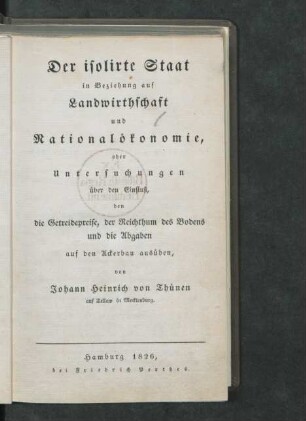 Der isolirte Staat
in Beziehung auf
Landwirthschaft
und
Nationalökonomie,
oder
Untersuchungen
über den Einfluß,
den
die Getreidepreise, der Reichthum des Bodens
und die Abgaben
auf den Ackerbau ausüben,
von
Johann Heinrich von Thünen
auf Tellow in Mecklenburg.
Hamburg 1826,
bei Friedrich Perthes.